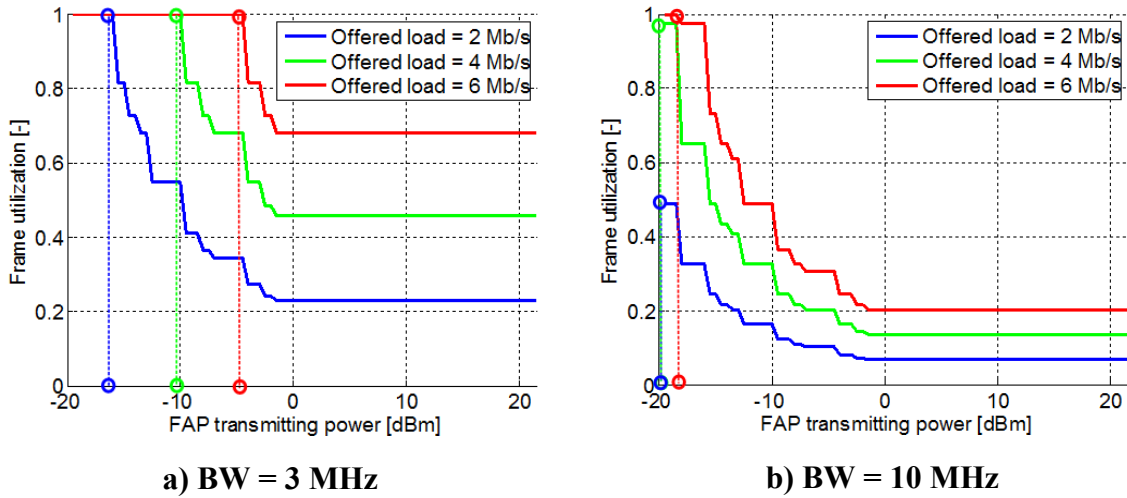 1
0.8
0.6
0.4
0.2
0
Frame utilization [-]
-20 -10 0 10 20
FAP transmitting power [dBm]
Offered load = 2 Mb/s
Offered load = 4 Mb/s
Offered load = 6 Mb/s
a) BW = 3 MHz
1
0.8
0.6
0.4
0.2
0
Frame utilization [-]
-20 -10 0 10 20
FAP transmitting power [dBm]
Offered load = 2 Mb/s
Offered load = 4 Mb/s
Offered load = 6 Mb/s
b) BW = 10 MHz